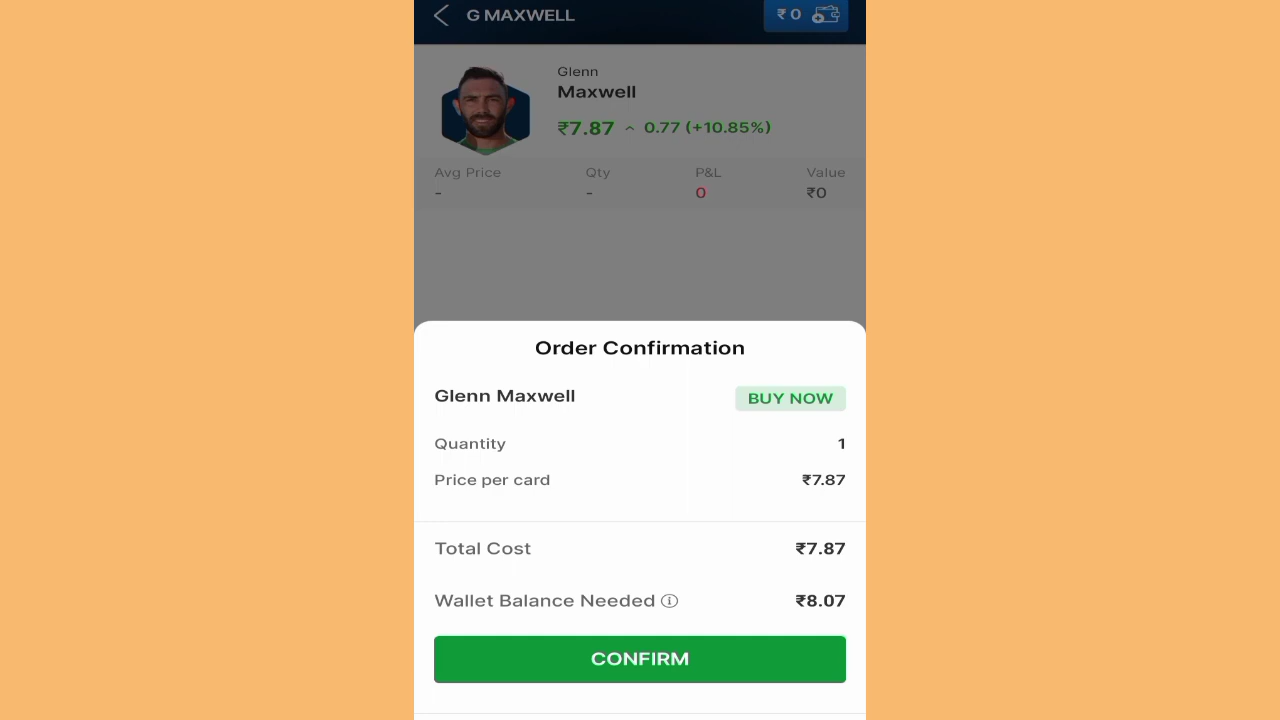 G MAXWELL
₹ 0
Glenn
Maxwell
₹7.87 ^ 0.77 (+10.85%)
Avg Price Qty P&L Value
- - 0 ₹0
Order Confirmation
Glenn Maxwell BUY NOW
Quantity 1
Price per card ₹7.87
Total Cost ₹7.87
Wallet Balance Needed ⓘ ₹8.07
CONFIRM